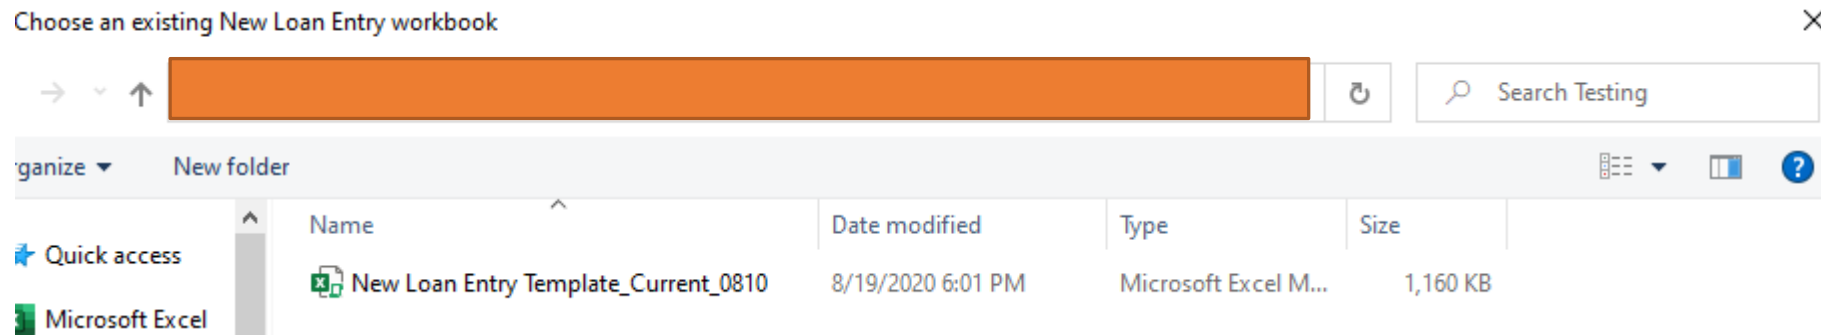 Choose an existing New Loan Entry workbook
Search Testing
rganize New folder
?
Name Date modified Type Size
Quick access
New Loan Entry Template_Current_0810 8/19/2020 6:01 PM Microsoft Excel M... 1,160 KB
Microsoft Excel